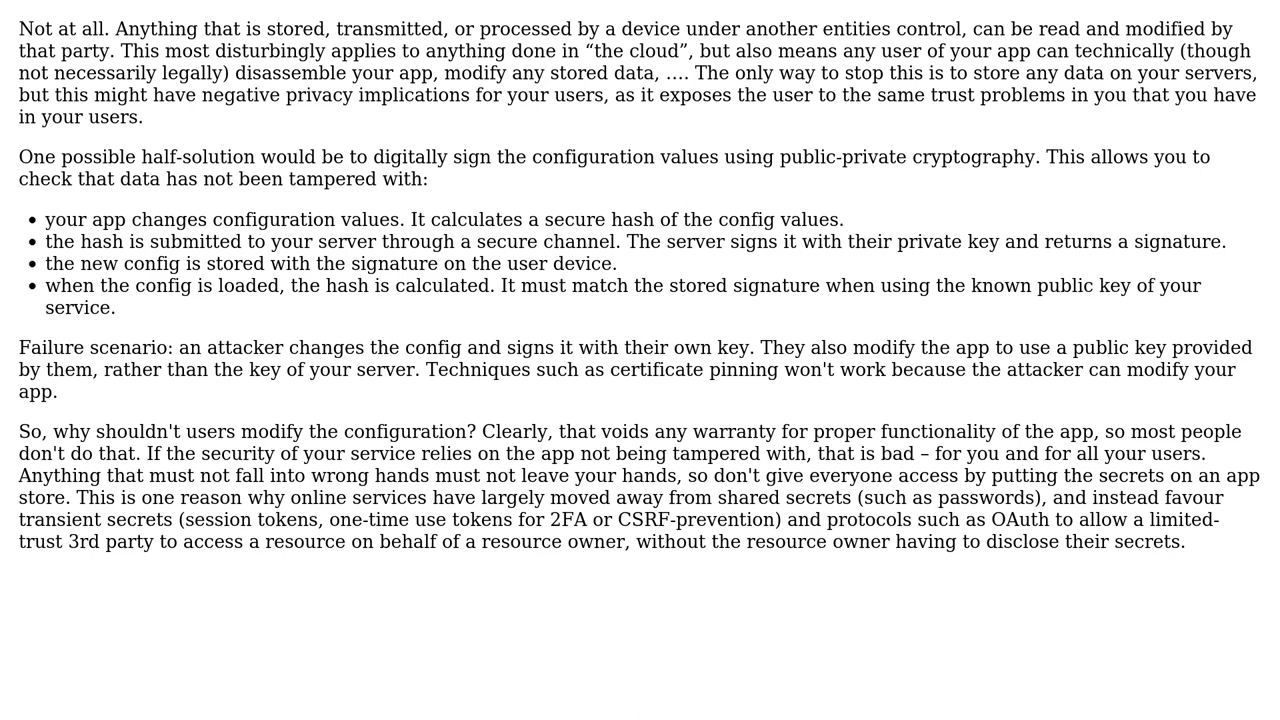 Not at all. Anything that is stored, transmitted, or processed by a device under another entities control, can be read and modified by
that party. This most disturbingly applies to anything done in “the cloud”, but also means any user of your app can technically (though
not necessarily legally) disassemble your app, modify any stored data, …. The only way to stop this is to store any data on your servers,
but this might have negative privacy implications for your users, as it exposes the user to the same trust problems in you that you have
in your users.
One possible half-solution would be to digitally sign the configuration values using public-private cryptography. This allows you to
check that data has not been tampered with:
• your app changes configuration values. It calculates a secure hash of the config values.
• the hash is submitted to your server through a secure channel. The server signs it with their private key and returns a signature.
• the new config is stored with the signature on the user device.
• when the config is loaded, the hash is calculated. It must match the stored signature when using the known public key of your
service.
Failure scenario: an attacker changes the config and signs it with their own key. They also modify the app to use a public key provided
by them, rather than the key of your server. Techniques such as certificate pinning won't work because the attacker can modify your
app.
So, why shouldn't users modify the configuration? Clearly, that voids any warranty for proper functionality of the app, so most people
don't do that. If the security of your service relies on the app not being tampered with, that is bad – for you and for all your users.
Anything that must not fall into wrong hands must not leave your hands, so don't give everyone access by putting the secrets on an app
store. This is one reason why online services have largely moved away from shared secrets (such as passwords), and instead favour
transient secrets (session tokens, one-time use tokens for 2FA or CSRF-prevention) and protocols such as OAuth to allow a limited-
trust 3rd party to access a resource on behalf of a resource owner, without the resource owner having to disclose their secrets.